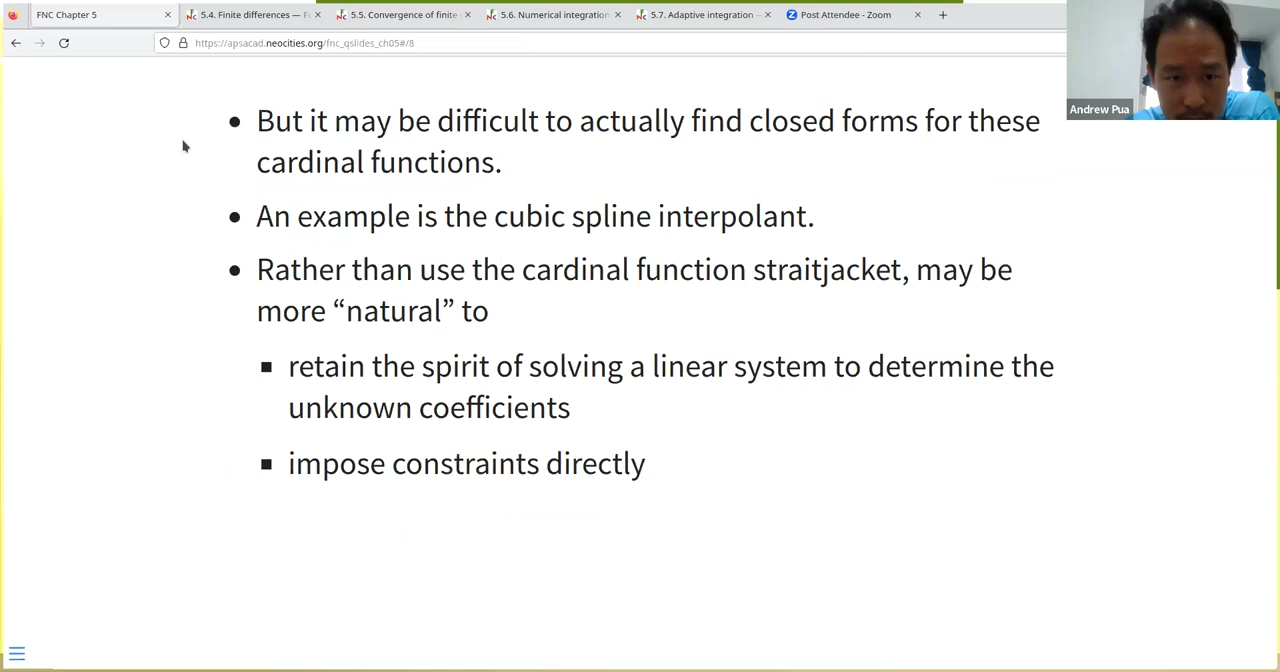 FNC Chapter 5
5.4. Finite differences — F
5.5. Convergence of finite
5.6. Numerical integration
5.7. Adaptive integration —
Post Attendee - Zoom
https://apsacad.neocities.org/fnc_qslides_ch05#/8
Andrew Pua
But it may be difficult to actually find closed forms for these
cardinal functions.
An example is the cubic spline interpolant.
Rather than use the cardinal function straitjacket, may be
more “natural” to
retain the spirit of solving a linear system to determine the
unknown coefficients
impose constraints directly